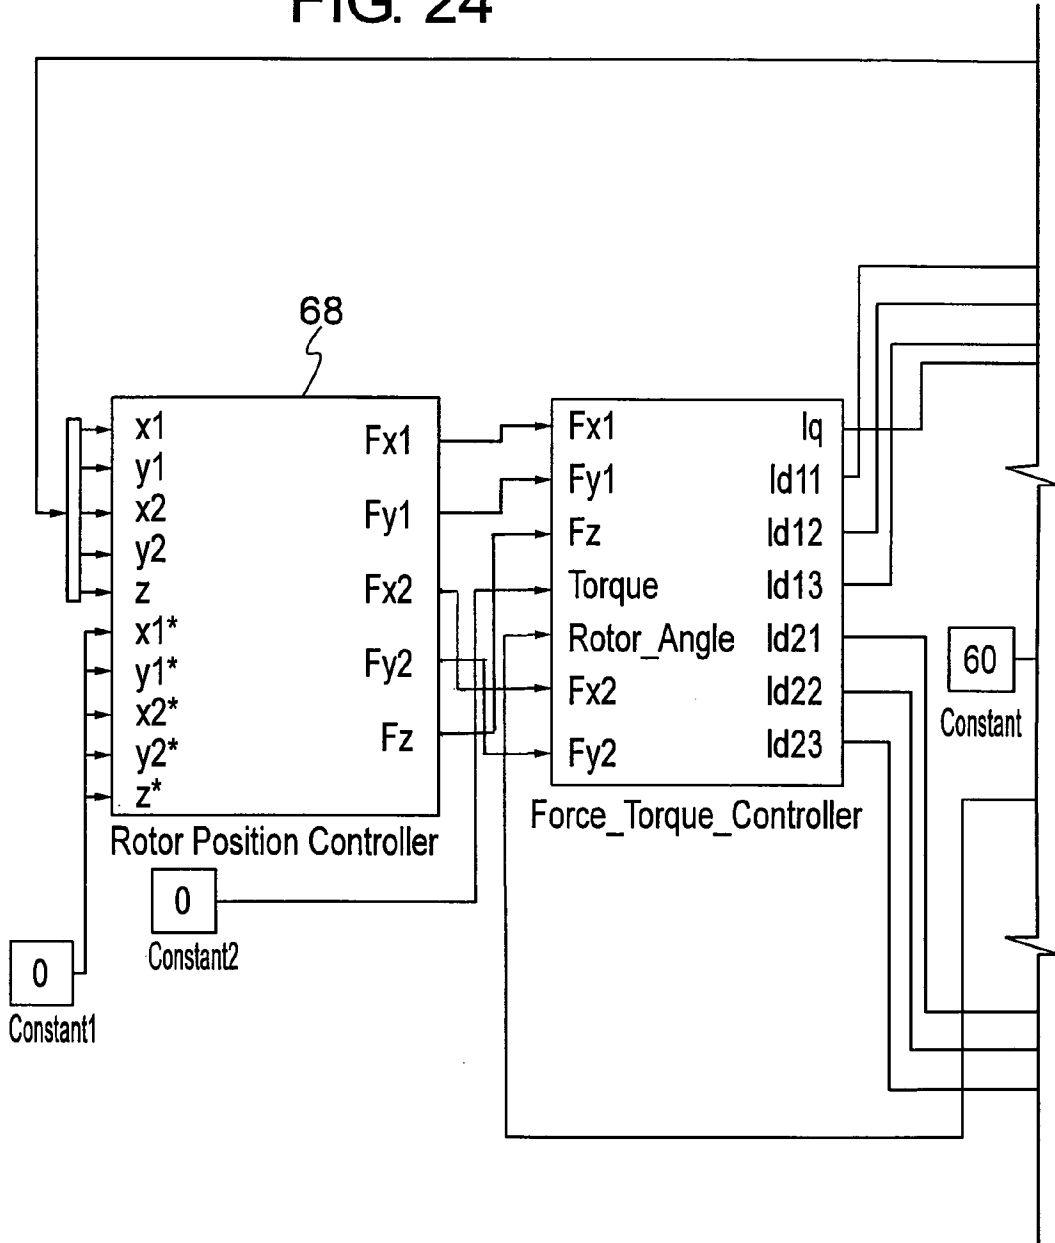 FIG. 24
68
x1
y1
x2
y2
z
x1*
y1*
x2*
y2*
z*
Fx1
Fy1
Fx2
Fy2
Fz
Rotor Position Controller
Fx1
Fy1
Fz
Torque
Rotor_Angle
Fx2
Fy2
Iq
Id11
Id12
Id13
Id21
Id22
Id23
Force_Torque_Controller
60
Constant
0
Constant2
0
Constant1